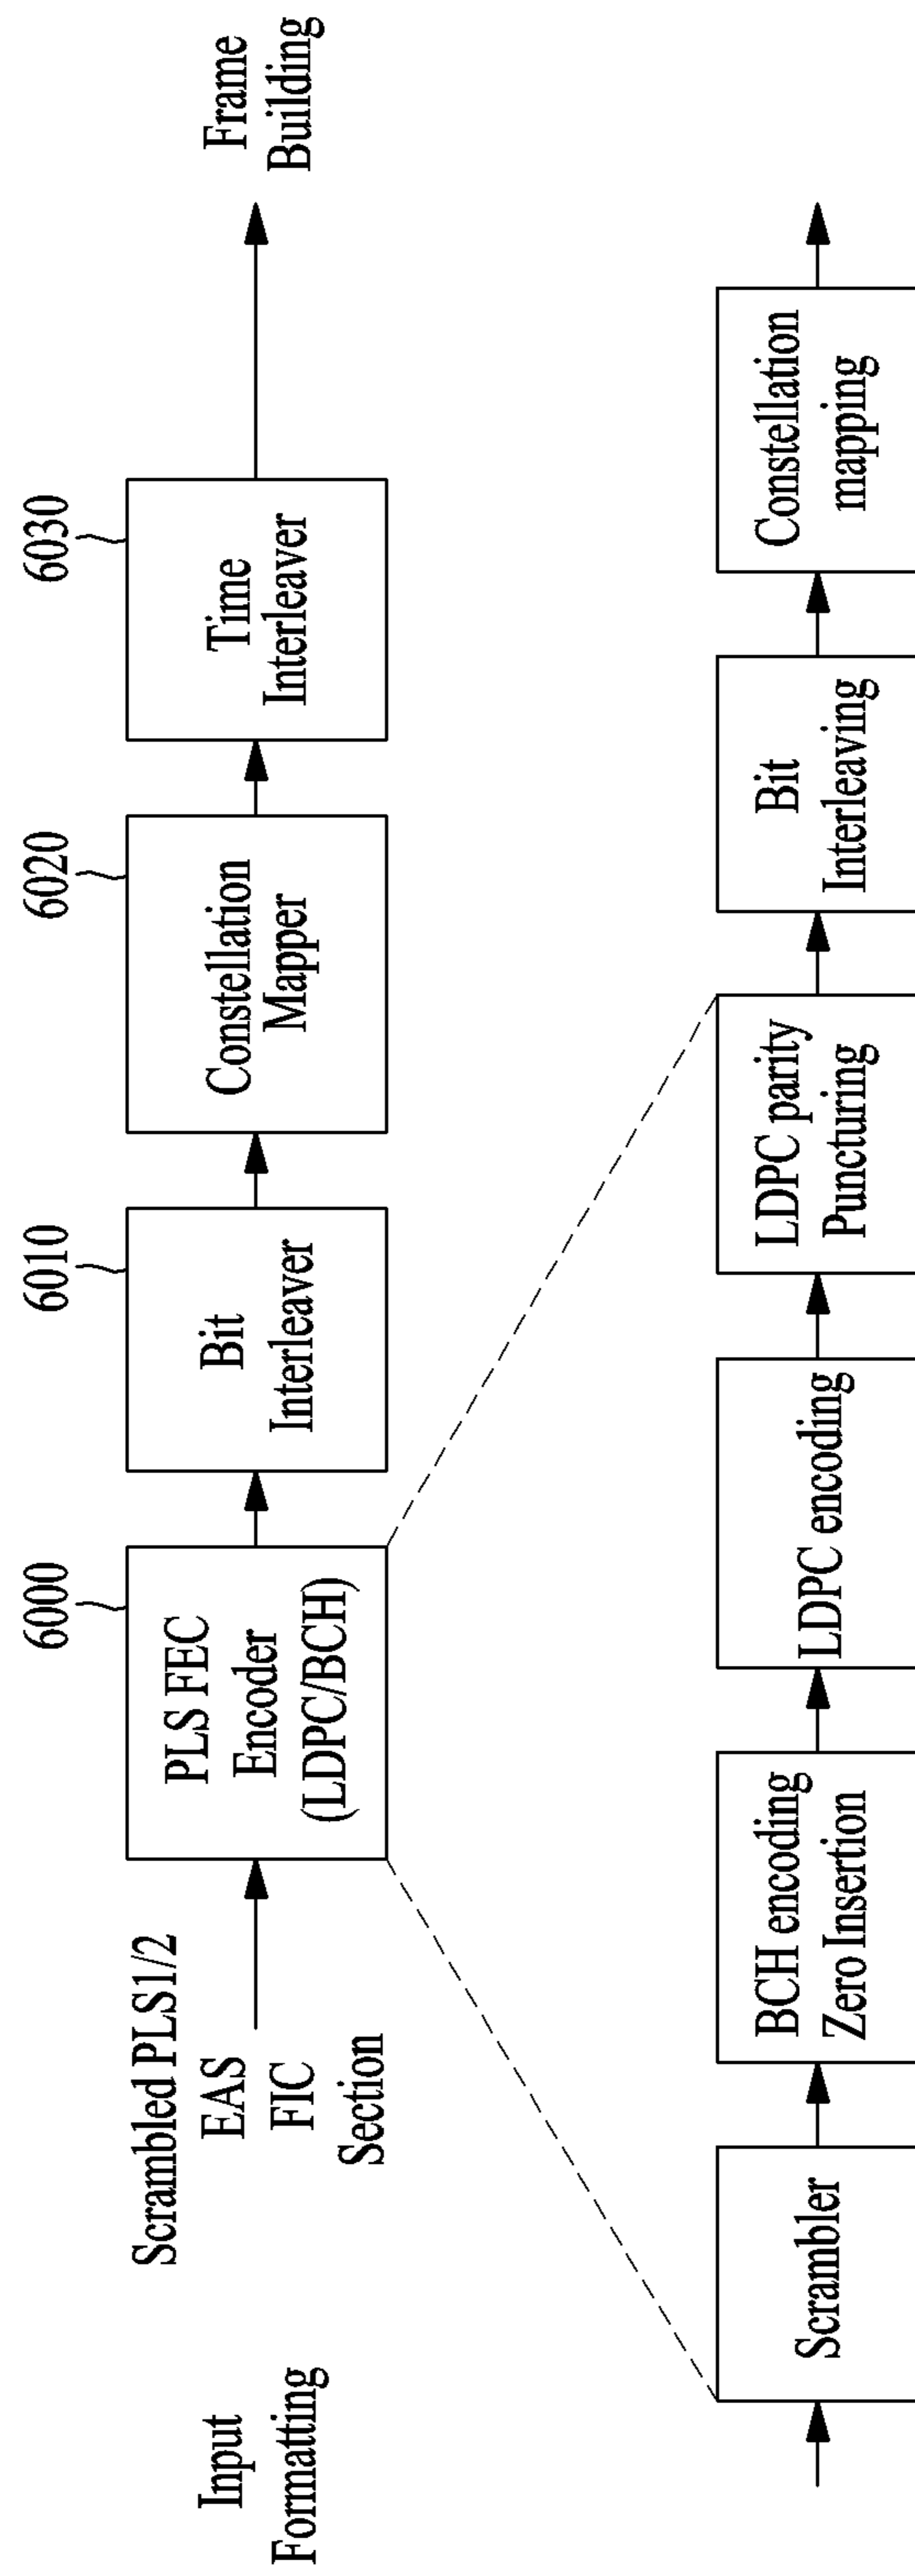 Input
Formatting
Scrambled PLS1/2
EAS
FIC
Section
6000
PLS FEC
Encoder
(LDPC/BCH)
6010
Bit
Interleaver
6020
Constellation
Mapper
6030
Time
Interleaver
Frame
Building
Scrambler
BCH encoding
Zero Insertion
LDPC encoding
LDPC parity
Puncturing
Bit
Interleaving
Constellation
mapping